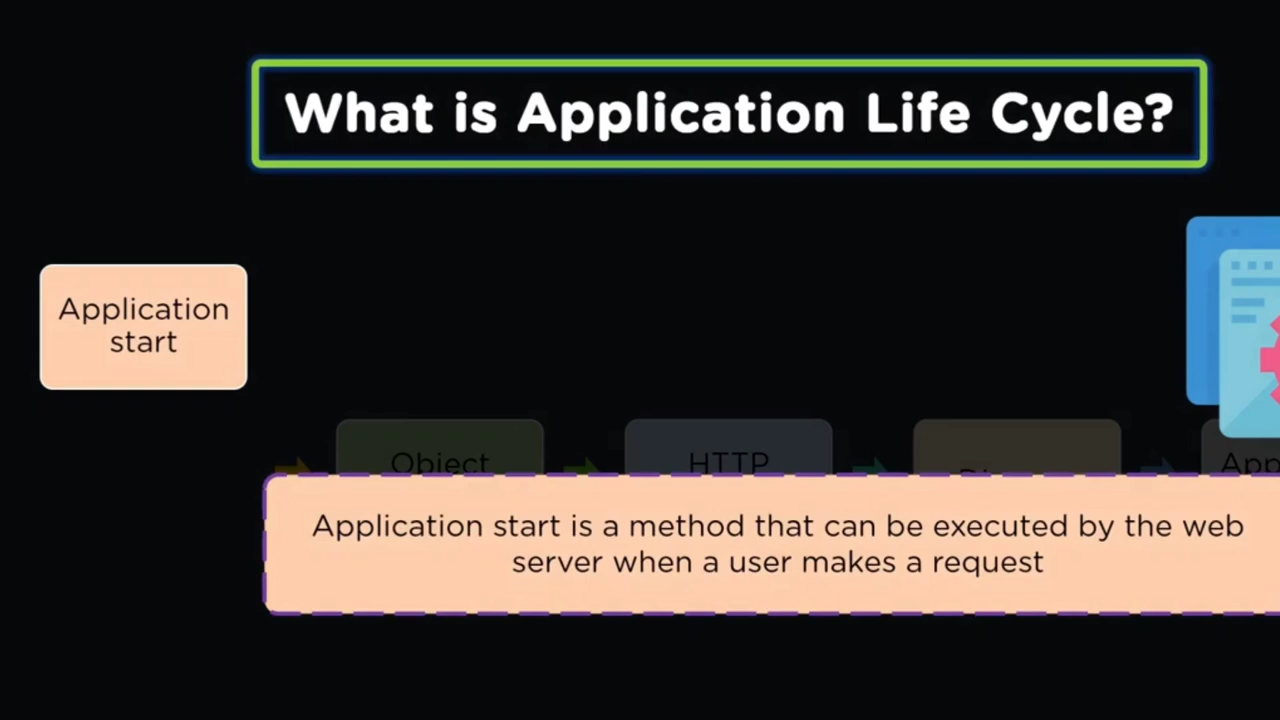 What is Application Life Cycle?
Application
start
Object
HTTP
Application start is a method that can be executed by the web
server when a user makes a request